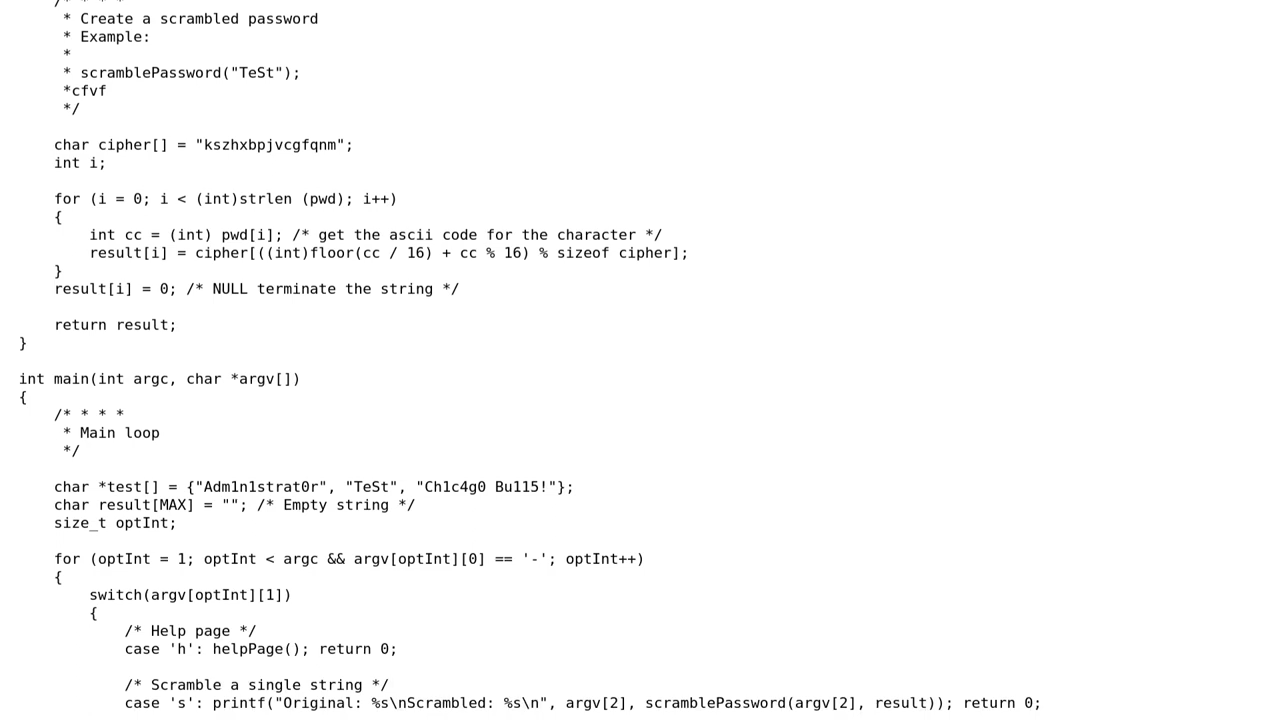 /* * * *
 * Create a scrambled password
 * Example:
 *
 * scramblePassword("TeSt");
 *cfvf
 */
char cipher[] = "kszhxbpjvcgfqnm";
int i;
for (i = 0; i < (int)strlen (pwd); i++)
{
int cc = (int) pwd[i]; /* get the ascii code for the character */
result[i] = cipher[((int)floor(cc / 16) + cc % 16) % sizeof cipher];
}
result[i] = 0; /* NULL terminate the string */
return result;
}
int main(int argc, char *argv[])
{
/* * * *
 * Main loop
 */
char *test[] = {"Adm1n1strat0r", "TeSt", "Ch1c4g0 Bu115!"};
char result[MAX] = ""; /* Empty string */
size_t optInt;
for (optInt = 1; optInt < argc && argv[optInt][0] == '-'; optInt++)
{
switch(argv[optInt][1])
{
/* Help page */
case 'h': helpPage(); return 0;
/* Scramble a single string */
case 's': printf("Original: %s\nScrambled: %s\n", argv[2], scramblePassword(argv[2], result)); return 0;